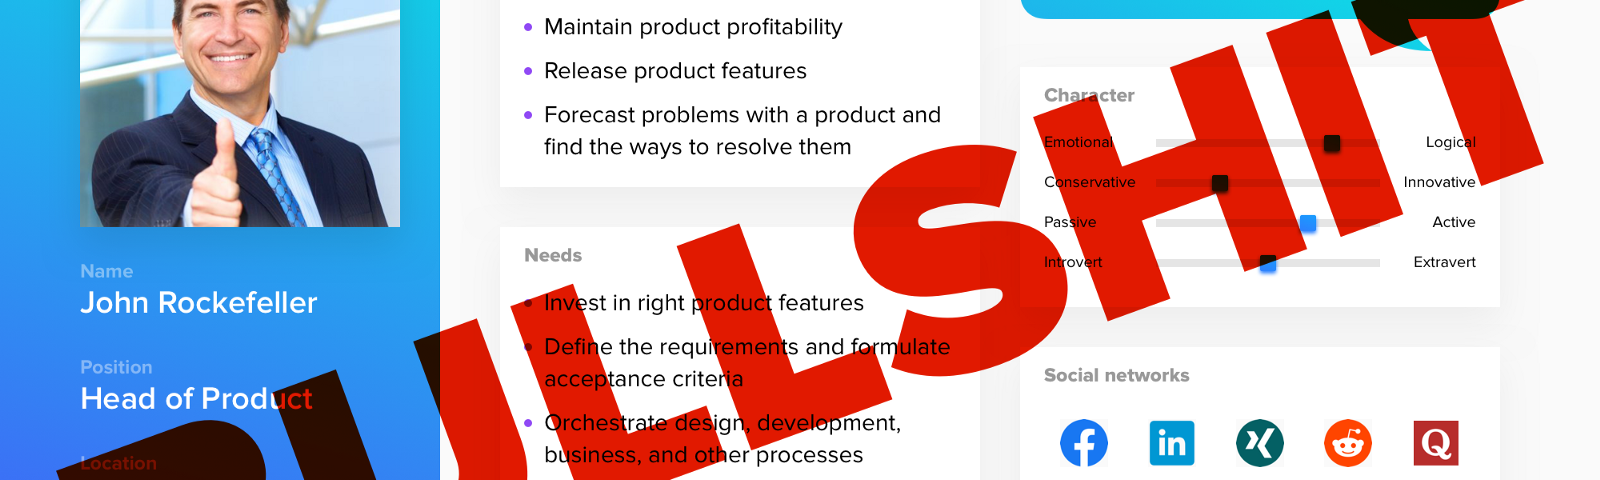 Name
John Rockefeller
Position
Head of Product
Location
Maintain product profitability
Release product features
Forecast problems with a product and
find the ways to resolve them
Needs
Invest in right product features
Define the requirements and formulate
acceptance criteria
Orchestrate design, development,
business, and other processes
Character
Emotional Logical
Conservative Innovative
Passive Active
Introvert Extravert
Social networks
in
Q
BULLSHIT